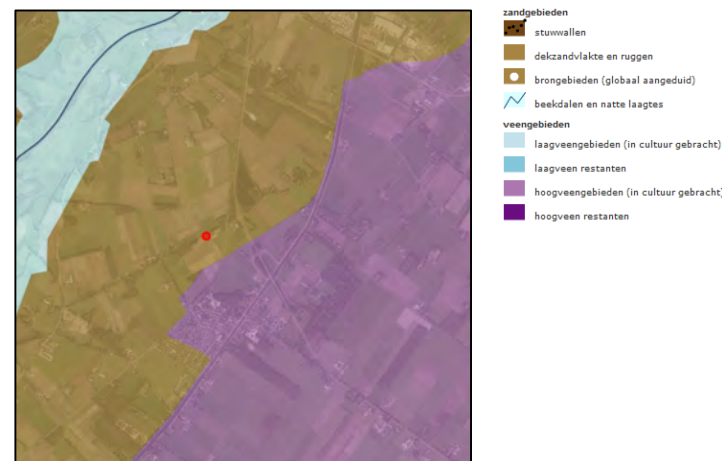 zandgebieden
stuwwallen
dekzandvlakte en ruggen
brongebieden (globaal aangeduid)
beekdalen en natte laagtes
veengebieden
laagveengebieden (in cultuur gebracht)
laagveen restanten
hoogveengebieden (in cultuur gebracht)
hoogveen restanten